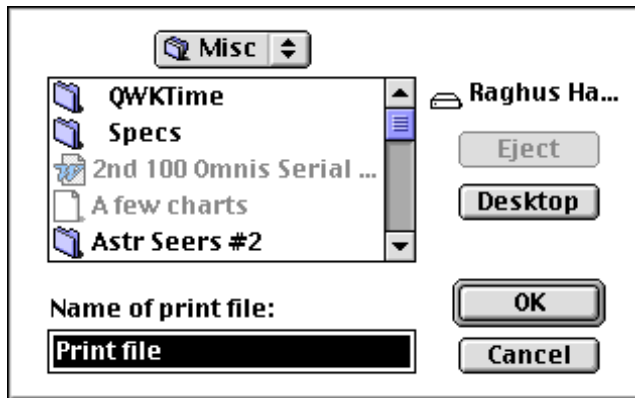 Misc
QWKTime
Specs
2nd 100 Omnis Serial ...
A few charts
Astr Seers #2
Raghus Ha...
Eject
Desktop
Name of print file:
Print file
OK
Cancel